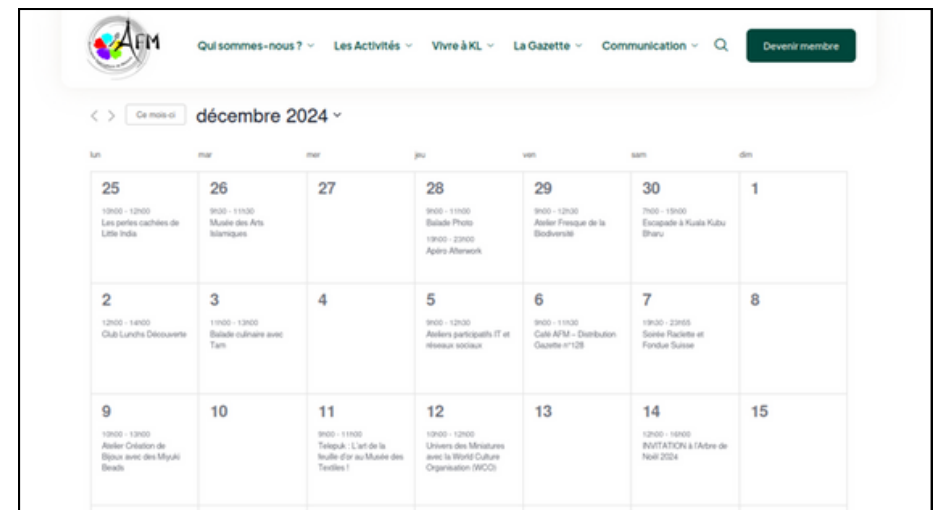 AFM
Qui sommes-nous ? La Activités Vivre à KL La Gazette Communication Devenir membre
Ce mois-ci décembre 2024
lun mar mer jeu ven sam dim
25 26 27 28 29 30 1
10h00 - 12h00 9h30 - 11h30 9h00 - 11h00 9h00 - 12h30 7h00 - 15h00
Les perles cachées de Musée des Arts Balade Photo Atelier Fresque de la Escapade à Kuala Kubu
Little India Islamiques Biodiversité Bharu
19h00 - 23h00
Apéro Afterwork
2 3 4 5 6 7 8
12h00 - 14h00 11h00 - 13h00 9h00 - 12h30 9h00 - 11h30 19h30 - 23h55
Club Lunchs Découverte Balade culinaire avec Ateliers participatifs IT et Café AFM – Distribution Soirée Raclette et
Tam réseaux sociaux Gazette n°128 Fondue Suisse
9 10 11 12 13 14 15
10h00 - 13h00 9h00 - 11h00 10h00 - 12h00 12h00 - 16h00
Atelier Création de Telepuk : L'art de la Univers des Miniatures INVITATION à l'Arbre de
Bijoux avec des Miyuki feuille d'or au Musée des avec la World Culture Noël 2024
Beads Textiles ! Organisation (WCO)